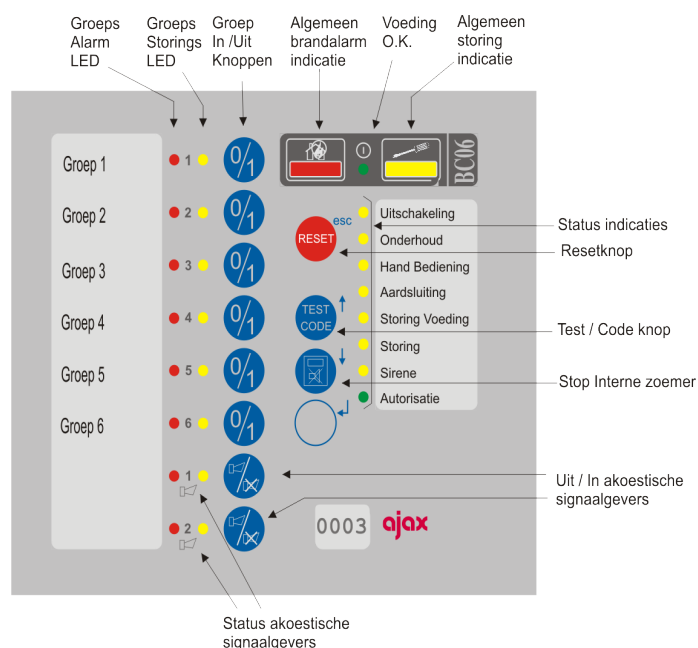 Groeps
Alarm
LED
Groeps
Storings
LED
Groep
In /Uit
Knoppen
Algemeen
brandalarm
indicatie
Voeding
O.K.
Algemeen
storing
indicatie
BC06
Groep 1
1
0/1
Groep 2
2
0/1
Groep 3
3
0/1
Groep 4
4
0/1
Groep 5
5
0/1
Groep 6
6
0/1
1
2
esc
RESET
TEST
CODE
Uitschakeling
Onderhoud
Hand Bediening
Aardsluiting
Storing Voeding
Storing
Sirene
Autorisatie
Status indicaties
Resetknop
Test / Code knop
Stop Interne zoemer
Uit / In akoestische
signaalgevers
0003
ajax
Status akoestische
signaalgevers